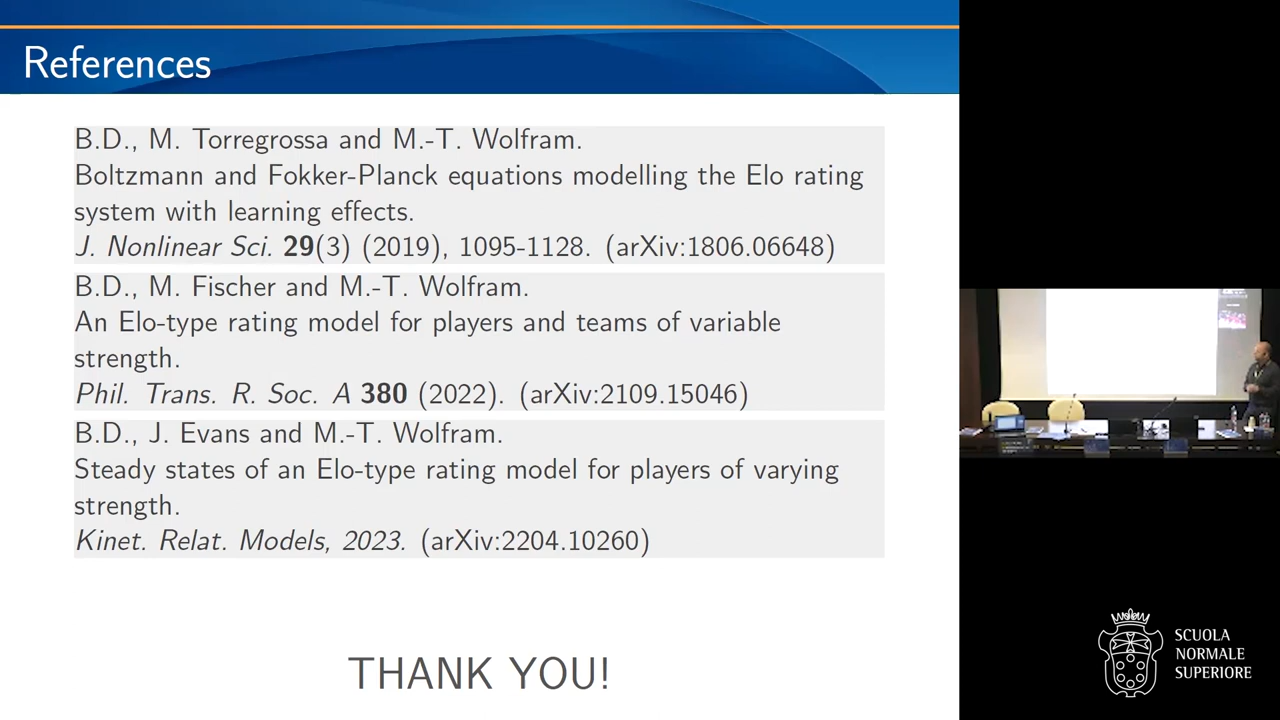 References
B.D., M. Torregrossa and M.-T. Wolfram.
Boltzmann and Fokker-Planck equations modelling the Elo rating
system with learning effects.
J. Nonlinear Sci. 29(3) (2019), 1095-1128. (arXiv:1806.06648)
B.D., M. Fischer and M.-T. Wolfram.
An Elo-type rating model for players and teams of variable
strength.
Phil. Trans. R. Soc. A 380 (2022). (arXiv:2109.15046)
B.D., J. Evans and M.-T. Wolfram.
Steady states of an Elo-type rating model for players of varying
strength.
Kinet. Relat. Models, 2023. (arXiv:2204.10260)
THANK YOU!
SCUOLA
NORMALE
SUPERIORE